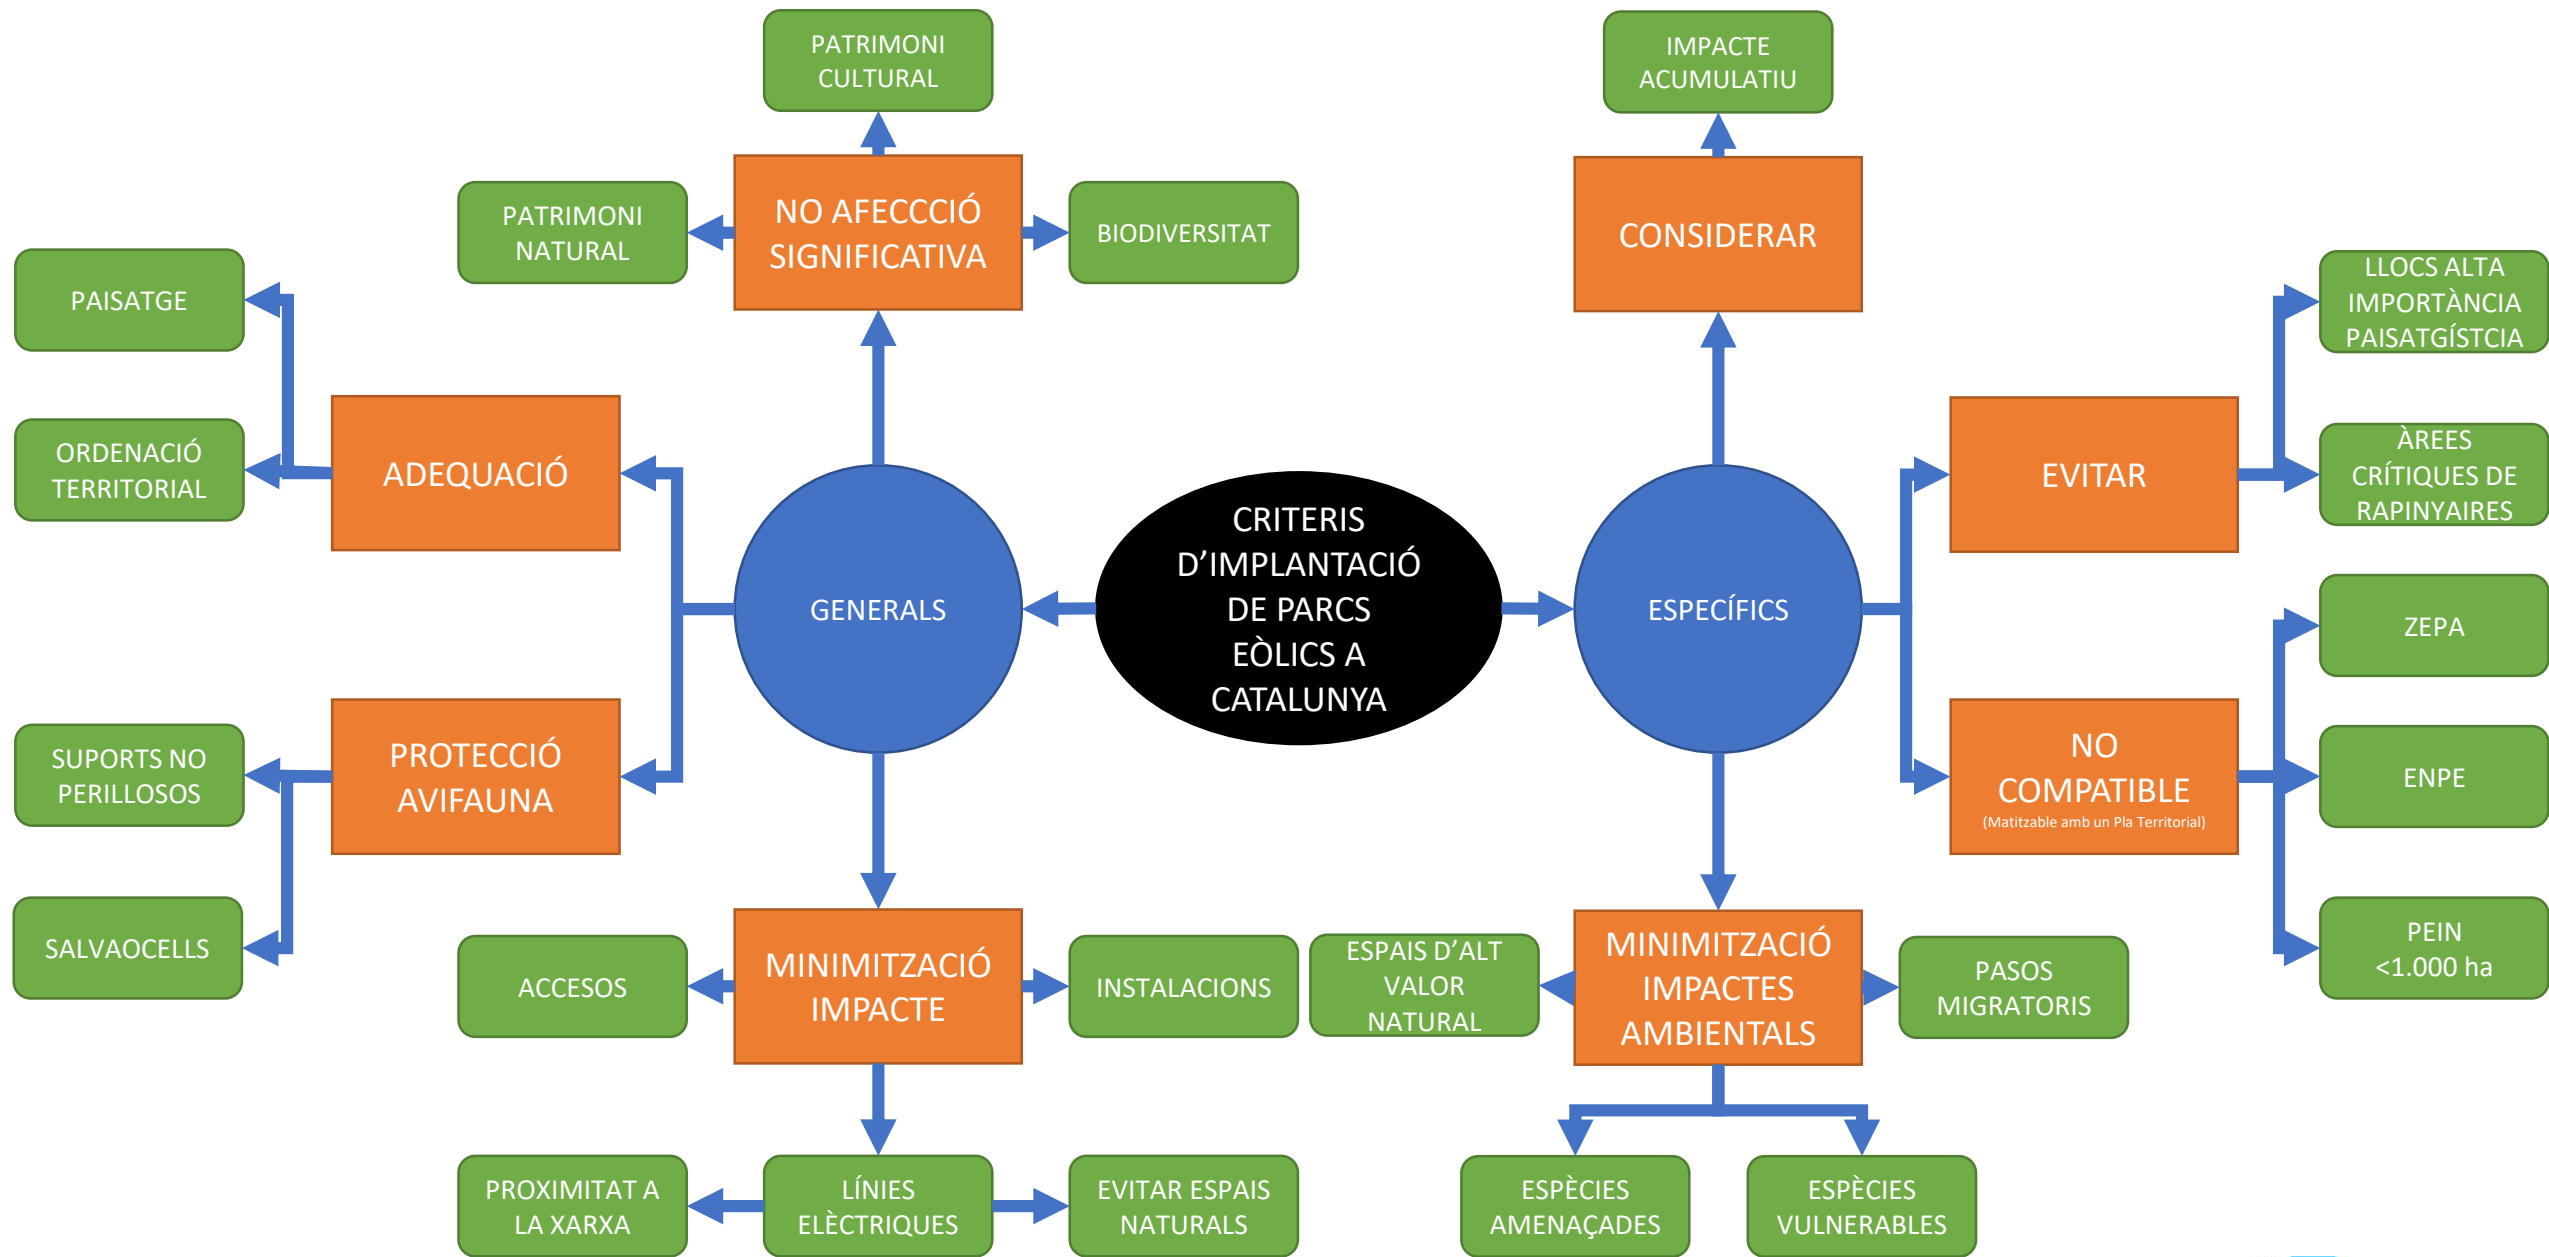 PATRIMONI
CULTURAL
IMPACTE
ACUMULATIU
PATRIMONI
NATURAL
NO AFECCCIÓ
SIGNIFICATIVA
BIODIVERSITAT
CONSIDERAR
PAISATGE
LLOCS ALTA
IMPORTÀNCIA
PAISATGÍSTCIA
ORDENACIÓ
TERRITORIAL
ADEQUACIÓ
EVITAR
ÀREES
CRÍTIQUES DE
RAPINYAIRES
GENERALS
CRITERIS
D’IMPLANTACIÓ
DE PARCS
EÒLICS A
CATALUNYA
ESPECÍFICS
ZEPA
SUPORTS NO
PERILLOSOS
PROTECCIÓ
AVIFAUNA
NO
COMPATIBLE
(Matitzable amb un Pla Territorial)
ENPE
SALVAOCELLS
PEIN
<1.000 ha
ACCESOS
MINIMITZACIÓ
IMPACTE
INSTALACIONS
ESPAIS D’ALT
VALOR
NATURAL
MINIMITZACIÓ
IMPACTES
AMBIENTALS
PASOS
MIGRATORIS
PROXIMITAT A
LA XARXA
LÍNIES
ELÈCTRIQUES
EVITAR ESPAIS
NATURALS
ESPÈCIES
AMENAÇADES
ESPÈCIES
VULNERABLES